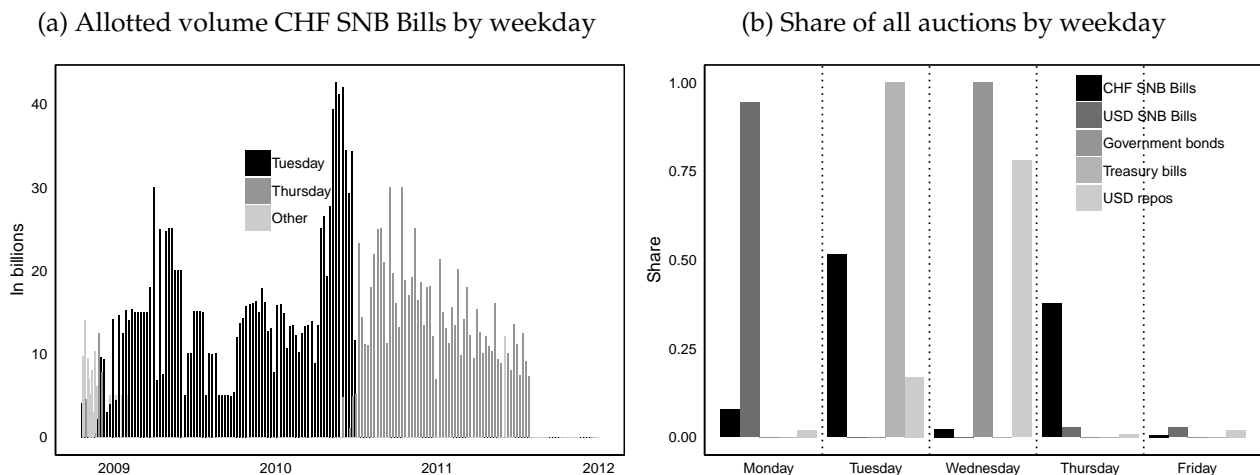 (a) Allotted volume CHF SNB Bills by weekday
In billions
40
30
20
10
0
Tuesday
Thursday
Other
2009 2010 2011 2012
(b) Share of all auctions by weekday
Share
1.00
0.75
0.50
0.25
0.00
CHF SNB Bills
USD SNB Bills
Government bonds
Treasury bills
USD repos
Monday Tuesday Wednesday Thursday Friday